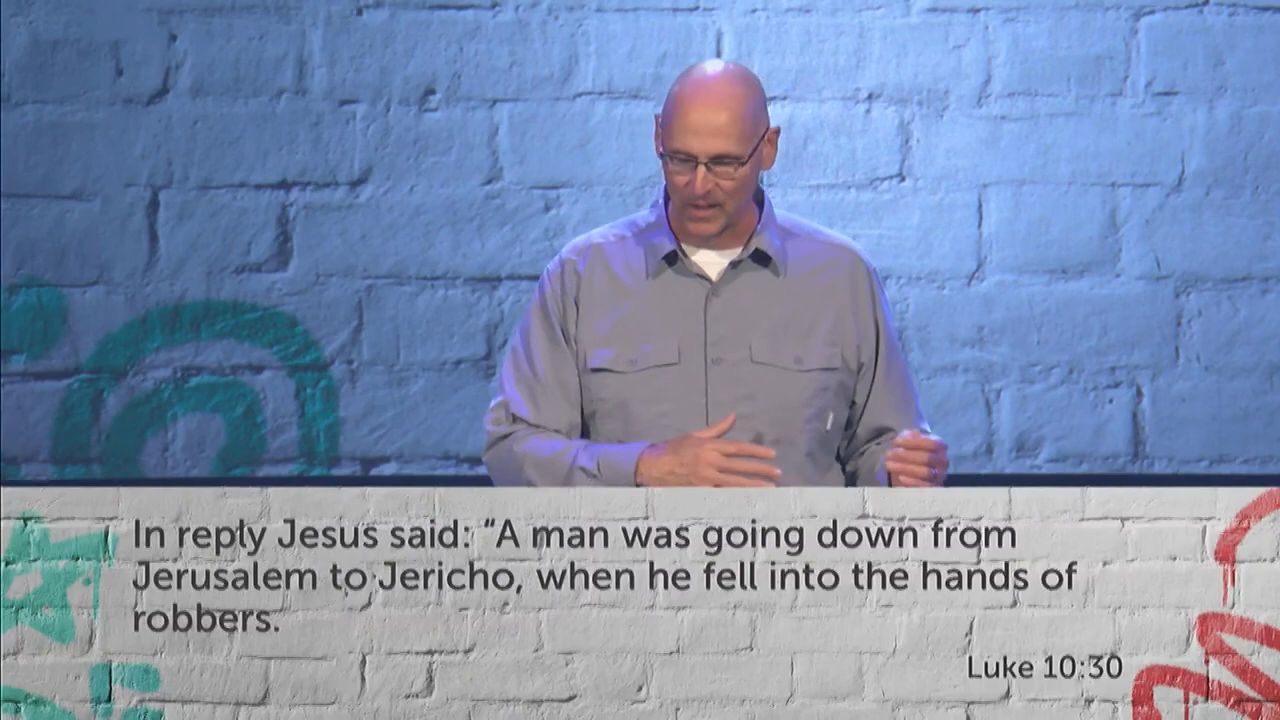 In reply Jesus said: “A man was going down from
Jerusalem to Jericho, when he fell into the hands of
robbers.
Luke 10:30